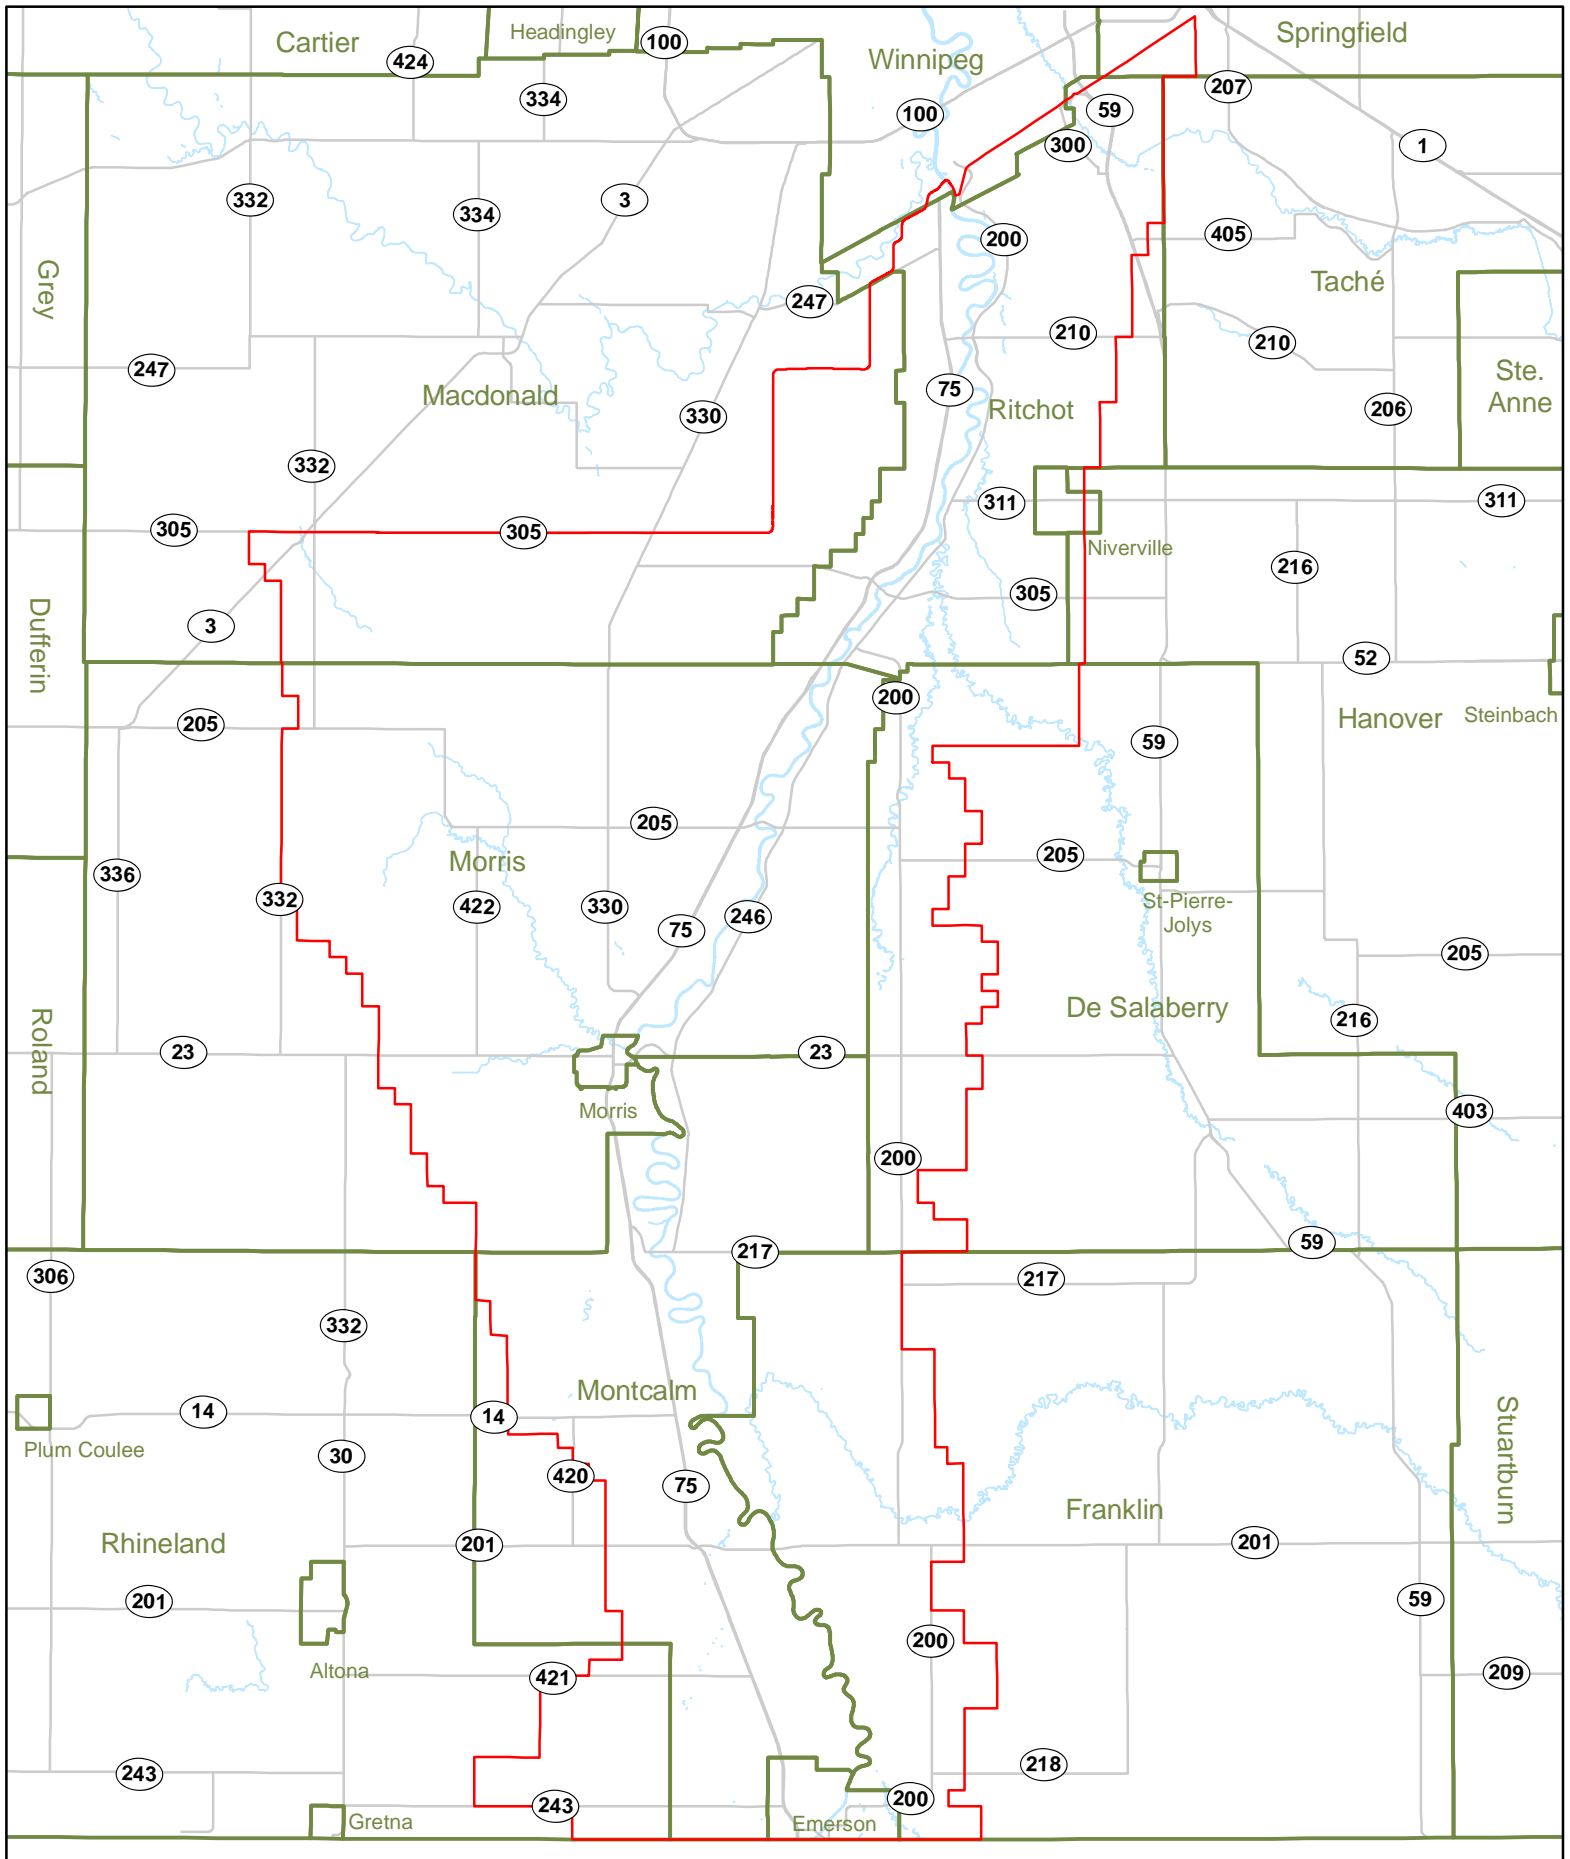 Cartier
Headingley
100
Winnipeg
Springfield
424
334
100
59
207
300
1
332
334
3
200
405
Grey
Taché
247
210
210
247
Macdonald
75
Ritchot
Ste.
Anne
330
206
332
311
311
305
305
Niverville
216
305
Dufferin
3
52
200
205
Hanover
Steinbach
59
205
Morris
205
336
332
422
330
75
246
St-Pierre-
Jolys
205
De Salaberry
216
Roland
23
23
Morris
403
200
217
59
306
217
332
Montcalm
14
14
Plum Coulee
30
420
75
Stuartburn
Franklin
Rhineland
201
201
201
59
200
Altona
421
209
243
218
243
200
Gretna
Emerson